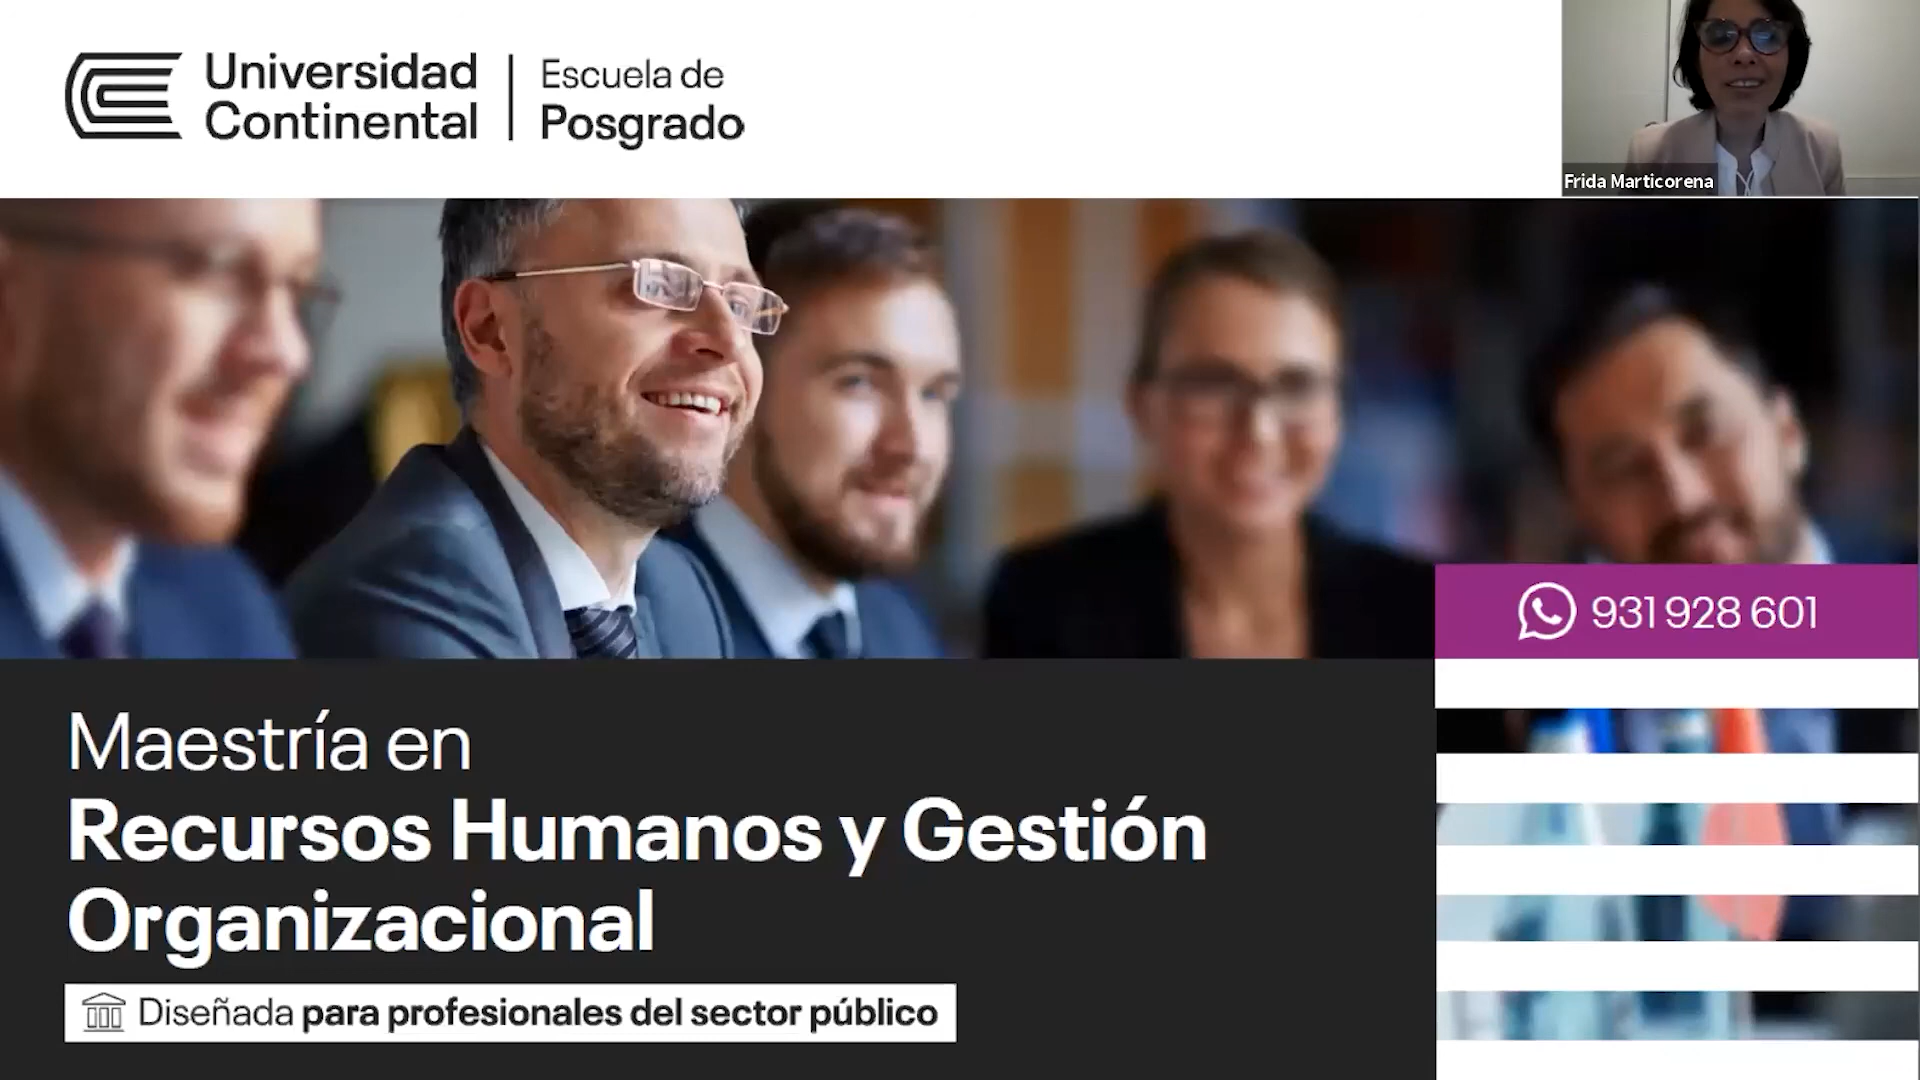 Universidad
Continental
Escuela de
Posgrado
Frida Marticorena
931 928 601
Maestría en
Recursos Humanos y Gestión
Organizacional
Diseñada para profesionales del sector público